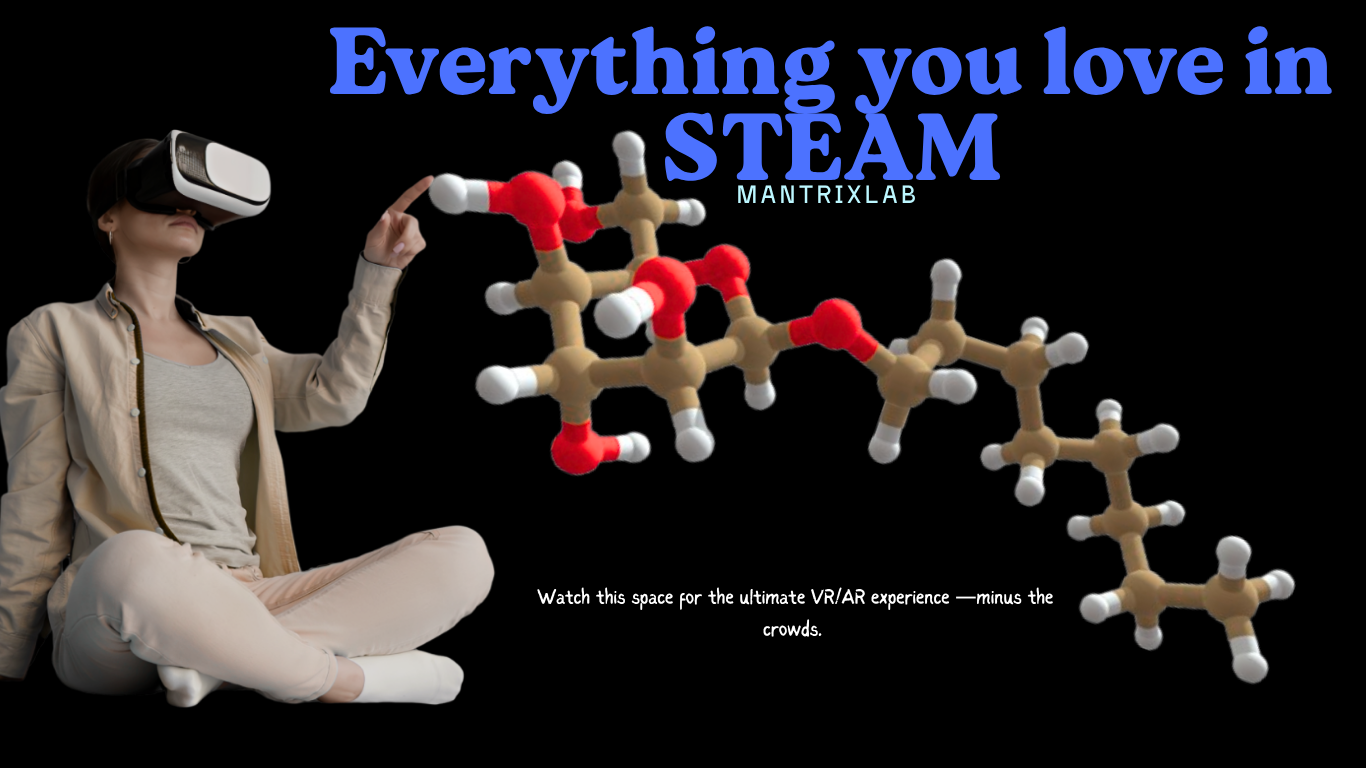 Everything you love in
STEAM
MANTRIXLAB
Watch this space for the ultimate VR/AR experience —minus the
crowds.